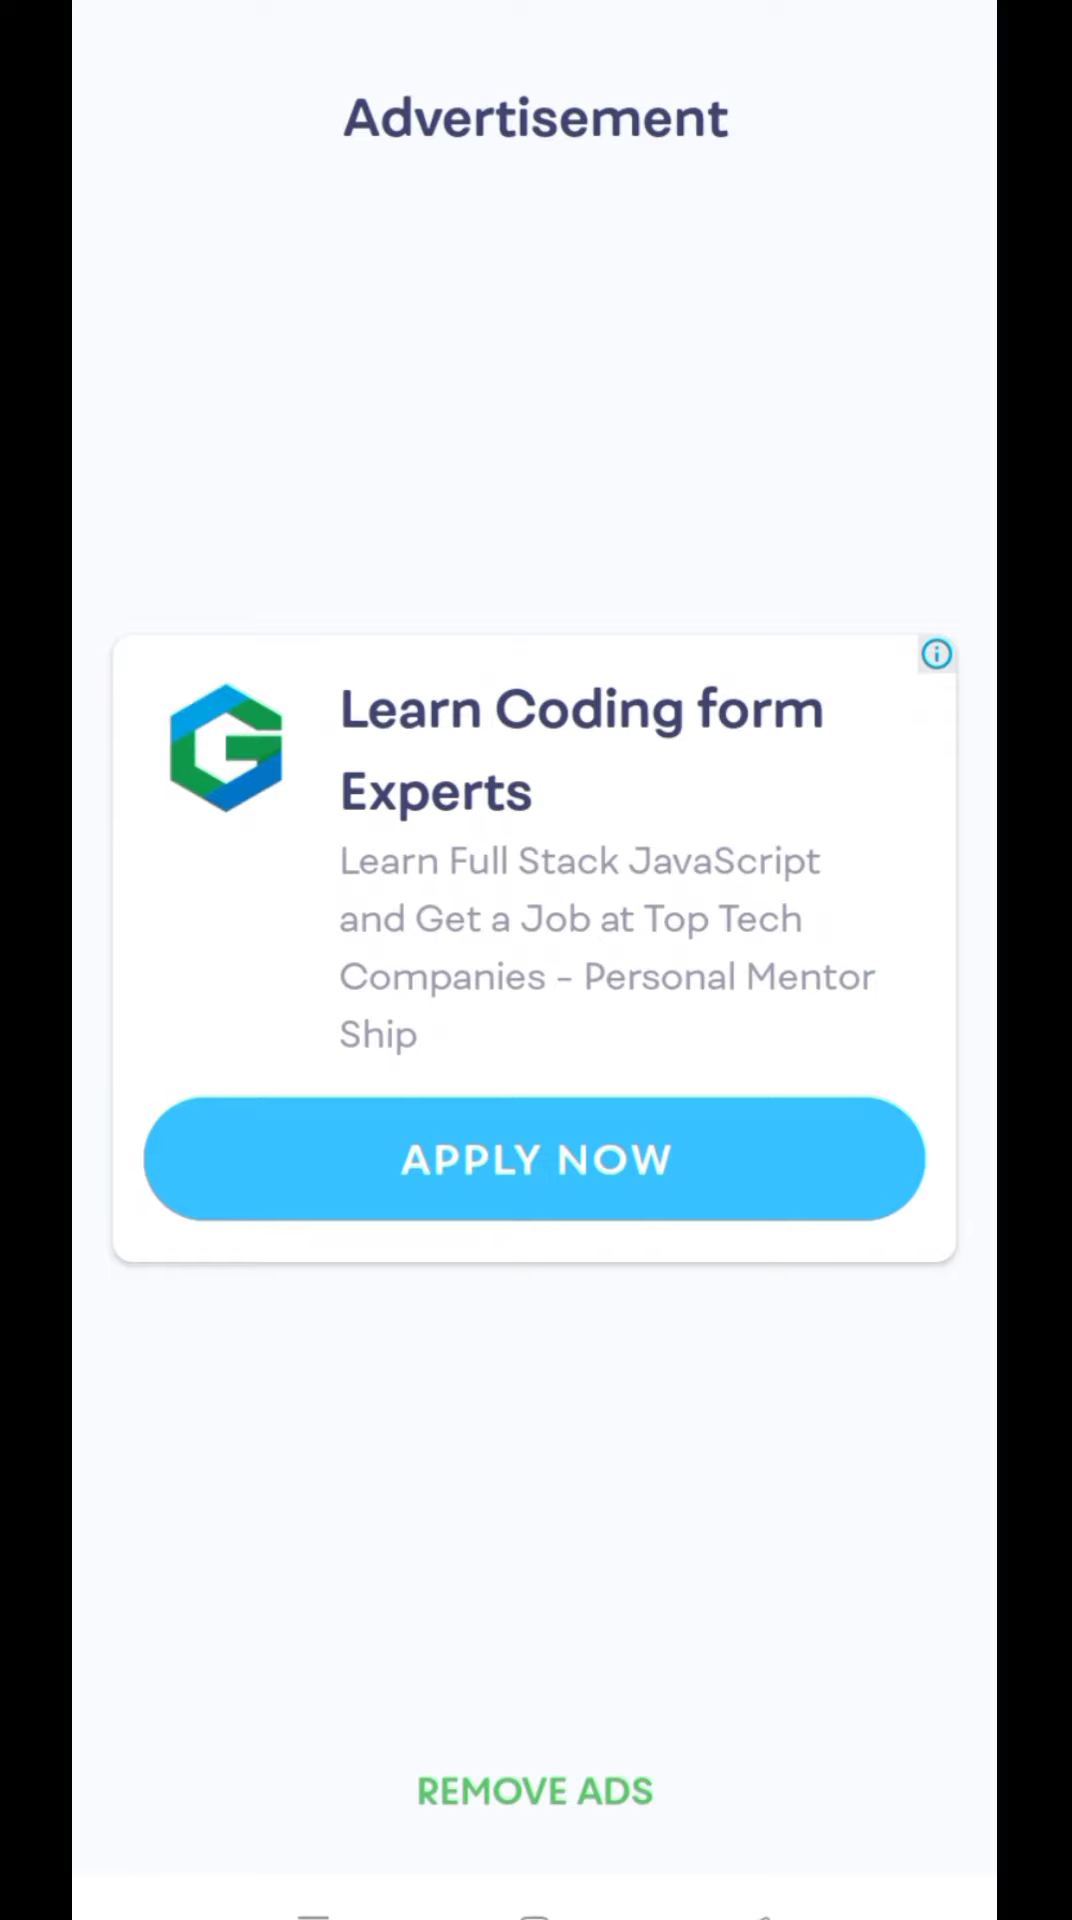 Advertisement
Learn Coding form
Experts
Learn Full Stack JavaScript
and Get a Job at Top Tech
Companies - Personal Mentor
Ship
APPLY NOW
REMOVE ADS